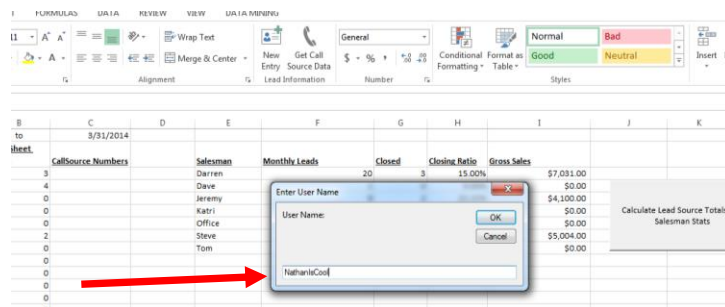 FORMULAS DATA REVIEW VIEW DATA MINING
11 Wrap Text General Normal Bad
Merge & Center New Entry Get Call Source Data $ % Conditional Formatting Format as Table Good Neutral Insert
Alignment Lead Information Number Styles
B C D E F G H I J K
to 3/31/2014
CallSource Numbers Salesman Monthly Leads Closed Closing Ratio Gross Sales
3 Darren 20 3 15.00% $7,031.00
4 Dave $0.00
0 Jeremy $4,100.00
0 Katri $0.00
0 Office $0.00
2 Steve $5,004.00
0 Tom $0.00
0
0
0
0
Calculate Lead Source Totals
Salesman Stats
Enter User Name
User Name:
OK
Cancel
NathanIsCool